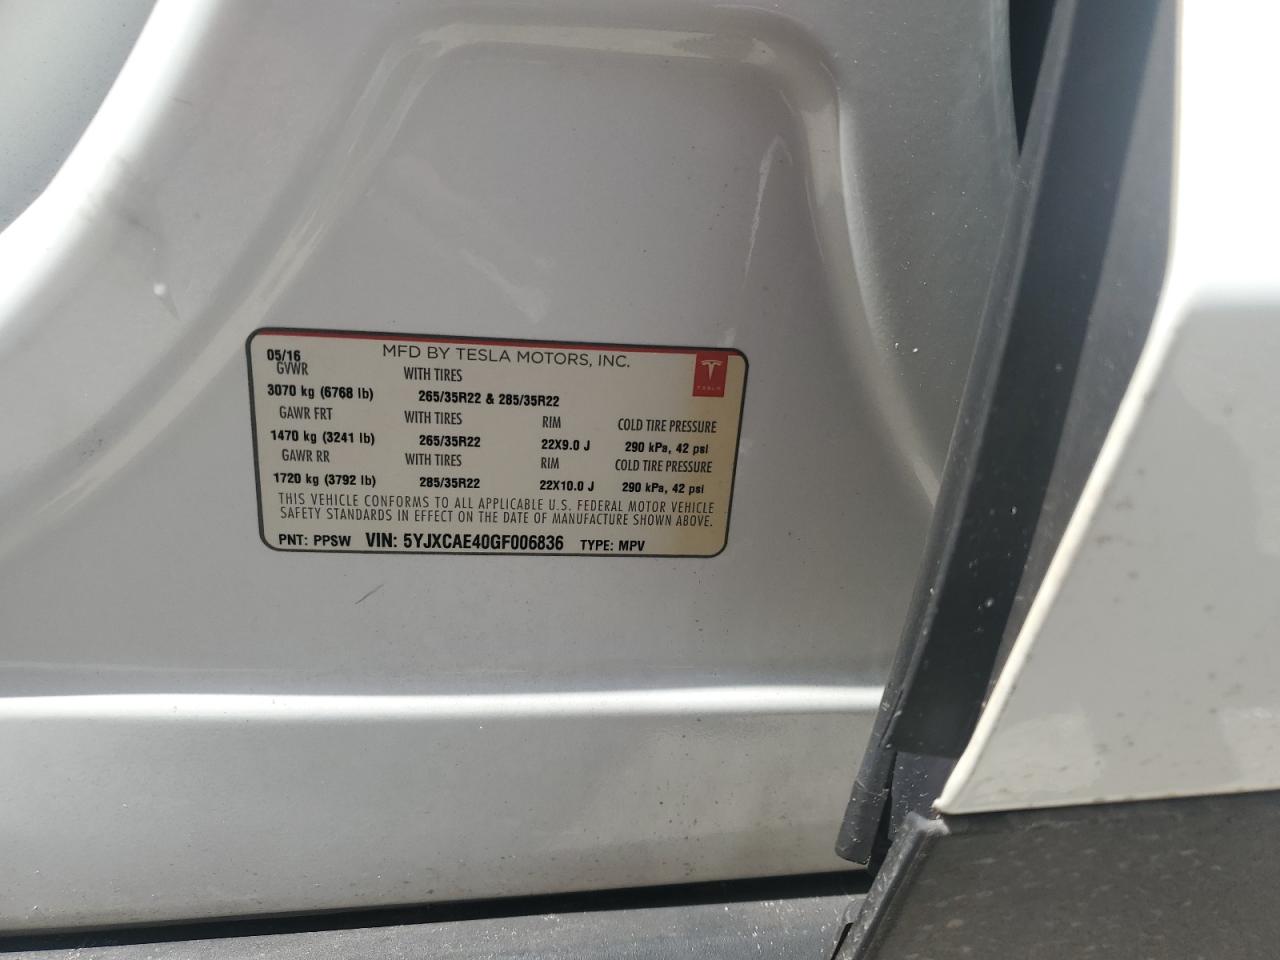 05/16 MFD BY TESLA MOTORS, INC.
GVWR WITH TIRES
TESLA
3070 kg (6768 lb) 265/35R22 & 285/35R22
GAWR FRT WITH TIRES RIM COLD TIRE PRESSURE
1470 kg (3241 lb) 265/35R22 22X9.0 J 290 kPa, 42 psi
GAWR RR WITH TIRES RIM COLD TIRE PRESSURE
1720 kg (3792 lb) 285/35R22 22X10.0 J 290 kPa, 42 psi
THIS VEHICLE CONFORMS TO ALL APPLICABLE U.S. FEDERAL MOTOR VEHICLE
SAFETY STANDARDS IN EFFECT ON THE DATE OF MANUFACTURE SHOWN ABOVE.
PNT: PPSW VIN: 5YJXCAE40GF006836 TYPE: MPV